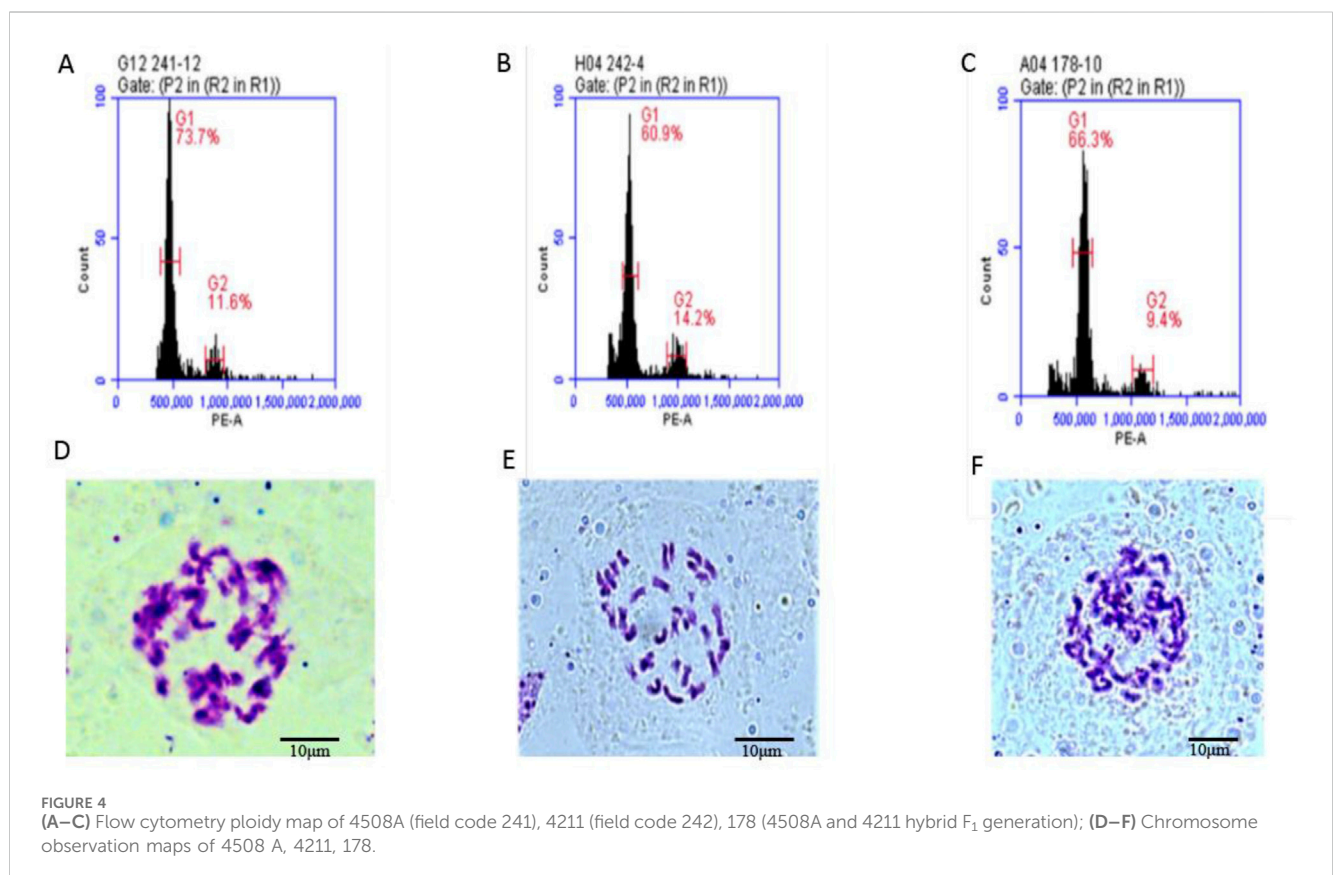 A
G12 241-12
Gate: (P2 in (R2 in R1))
100
G1
73.7%
50
Count
G2
11.6%
0
0 500,000 1,000,000 1,500,000 2,000,000
PE-A
B
H04 242-4
Gate: (P2 in (R2 in R1))
100
G1
60.9%
50
Count
G2
14.2%
0
0 500,000 1,000,000 1,500,000 2,000,000
PE-A
C
A04 178-10
Gate: (P2 in (R2 in R1))
100
G1
66.3%
50
Count
G2
9.4%
0
0 500,000 1,000,000 1,500,000 2,000,000
PE-A
D
10μm
E
10μm
F
10μm
FIGURE 4
(A–C) Flow cytometry ploidy map of 4508A (field code 241), 4211 (field code 242), 178 (4508A and 4211 hybrid F₁ generation); (D–F) Chromosome
observation maps of 4508 A, 4211, 178.